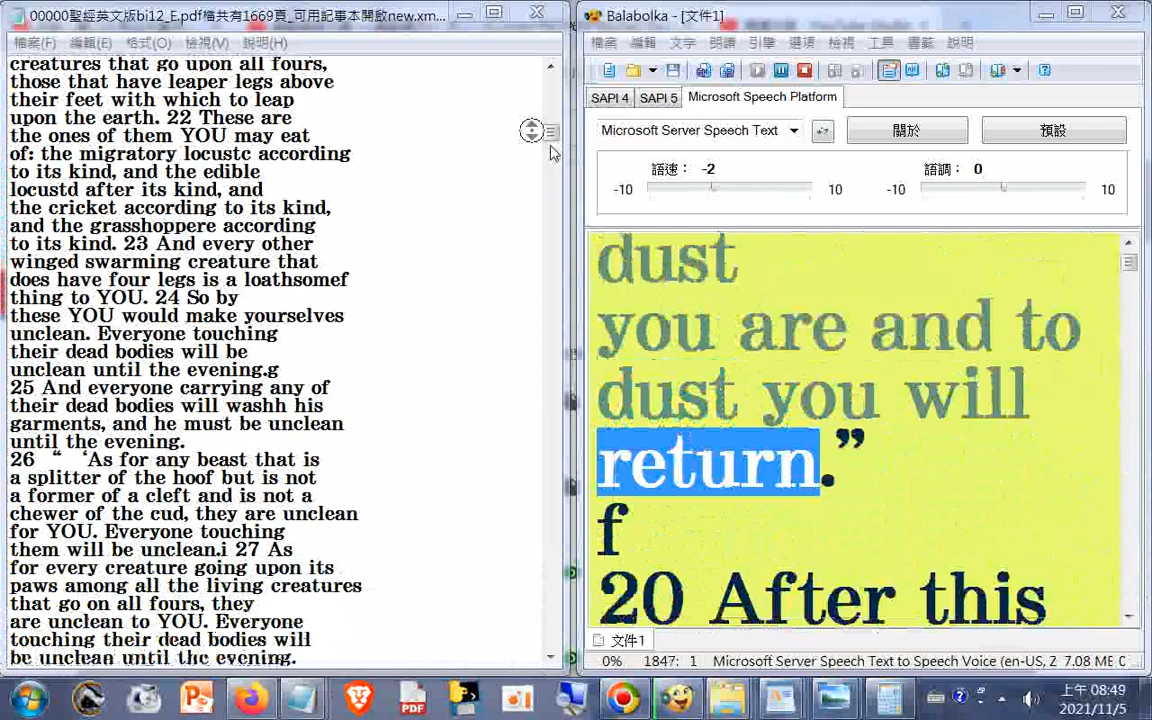 00000聖經英文版bi12_E.pdf檔共有1669頁_可用記事本開啟new.xm...
檔案(F) 編輯(E) 格式(O) 檢視(V) 說明(H)
creatures that go upon all fours,
those that have leaper legs above
their feet with which to leap
upon the earth. 22 These are
the ones of them YOU may eat
of: the migratory locustc according
to its kind, and the edible
locustd after its kind, and
the cricket according to its kind,
and the grasshoppere according
to its kind. 23 And every other
winged swarming creature that
does have four legs is a loathsomef
thing to YOU. 24 So by
these YOU would make yourselves
unclean. Everyone touching
their dead bodies will be
unclean until the evening.g
25 And everyone carrying any of
their dead bodies will washh his
garments, and he must be unclean
until the evening.
26 “ ‘As for any beast that is
a splitter of the hoof but is not
a former of a cleft and is not a
chewer of the cud, they are unclean
for YOU. Everyone touching
them will be unclean.i 27 As
for every creature going upon its
paws among all the living creatures
that go on all fours, they
are unclean to YOU. Everyone
touching their dead bodies will
be unclean until the evening.
Balabolka - [文件1]
檔案 編輯 文字 朗讀 引擎 選項 檢視 工具 書籤 說明
SAPI 4 SAPI 5 Microsoft Speech Platform
Microsoft Server Speech Text 關於 預設
語速： -2 語調： 0
-10 10 -10 10
dust
you are and to
dust you will
return.”
f
20 After this
文件1
0% 1847: 1 Microsoft Server Speech Text to Speech Voice (en-US, 2 7.08 ME
PDF
上午 08:49
2021/11/5